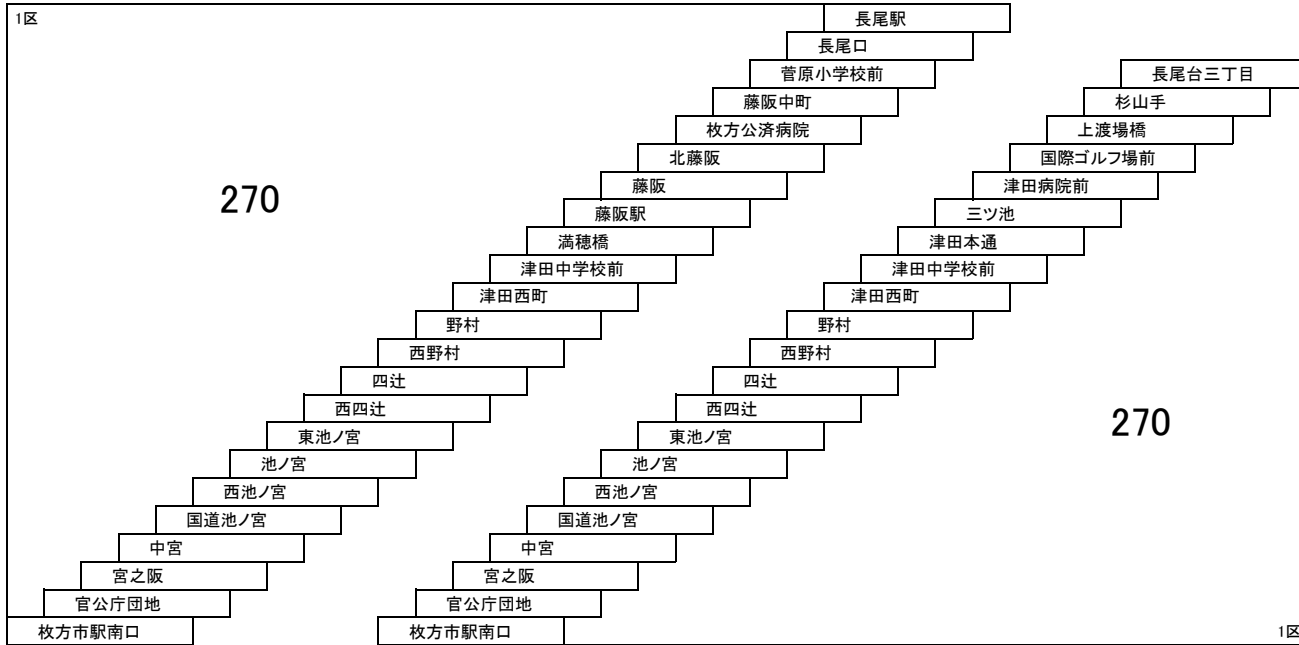 1区
長尾駅
長尾口
菅原小学校前
藤阪中町
枚方公済病院
北藤阪
藤阪
藤阪駅
満穂橋
津田中学校前
津田西町
野村
西野村
四辻
西四辻
東池ノ宮
池ノ宮
西池ノ宮
国道池ノ宮
中宮
宮之阪
官公庁団地
枚方市駅南口
270
長尾台三丁目
杉山手
上渡場橋
国際ゴルフ場前
津田病院前
三ツ池
津田本通
津田中学校前
津田西町
野村
西野村
四辻
西四辻
東池ノ宮
池ノ宮
西池ノ宮
国道池ノ宮
中宮
宮之阪
官公庁団地
枚方市駅南口
270
1区